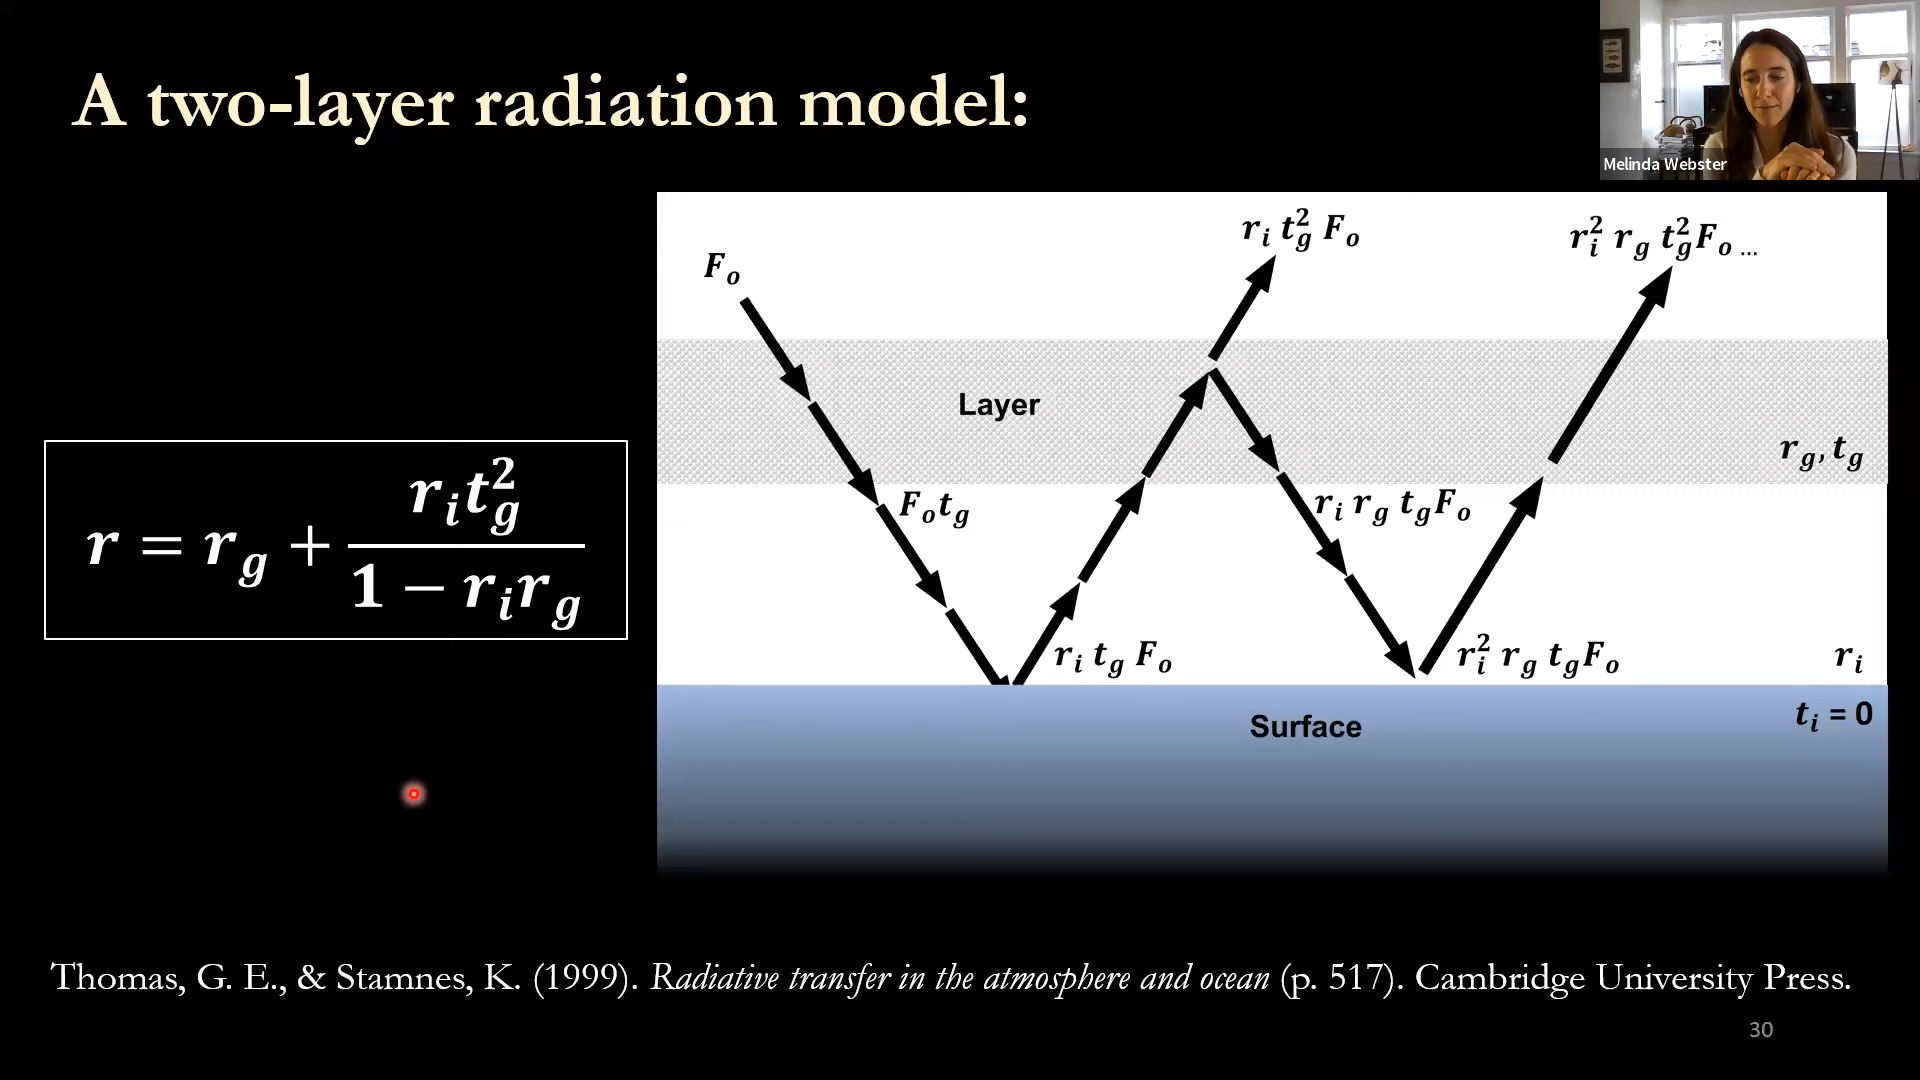 A two-layer radiation model:
Melinda Webster
F_o
r_i t_g^2 F_o
r_i^2 r_g t_g^2 F_o ...
Layer
r_g, t_g
F_o t_g
r_i r_g t_g F_o
r = r_g + \frac{r_i t_g^2}{1 − r_i r_g}
r_i t_g F_o
r_i^2 r_g t_g F_o
r_i
Surface
t_i = 0
Thomas, G. E., & Stamnes, K. (1999). Radiative transfer in the atmosphere and ocean (p. 517). Cambridge University Press.
30